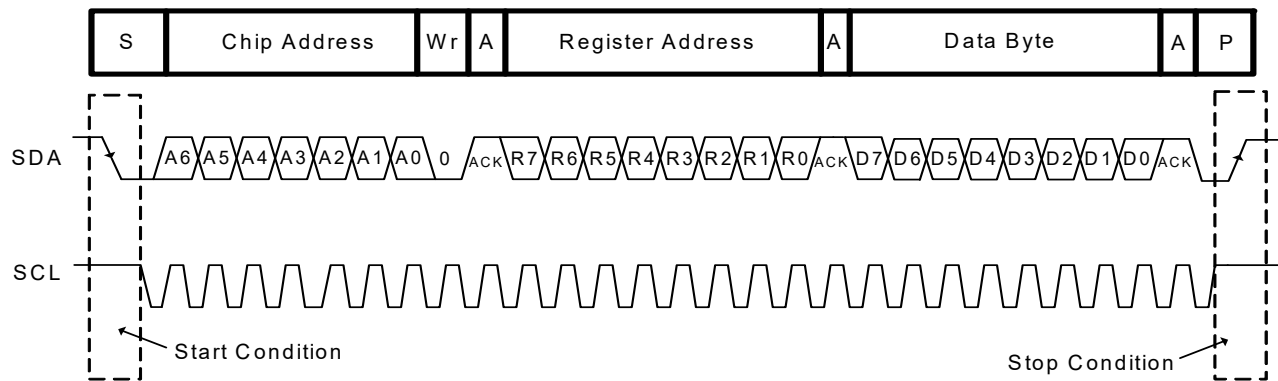 S Chip Address Wr A Register Address A Data Byte A P
SDA A6 A5 A4 A3 A2 A1 A0 0 ACK R7 R6 R5 R4 R3 R2 R1 R0 ACK D7 D6 D5 D4 D3 D2 D1 D0 ACK
SCL
Start Condition
Stop Condition